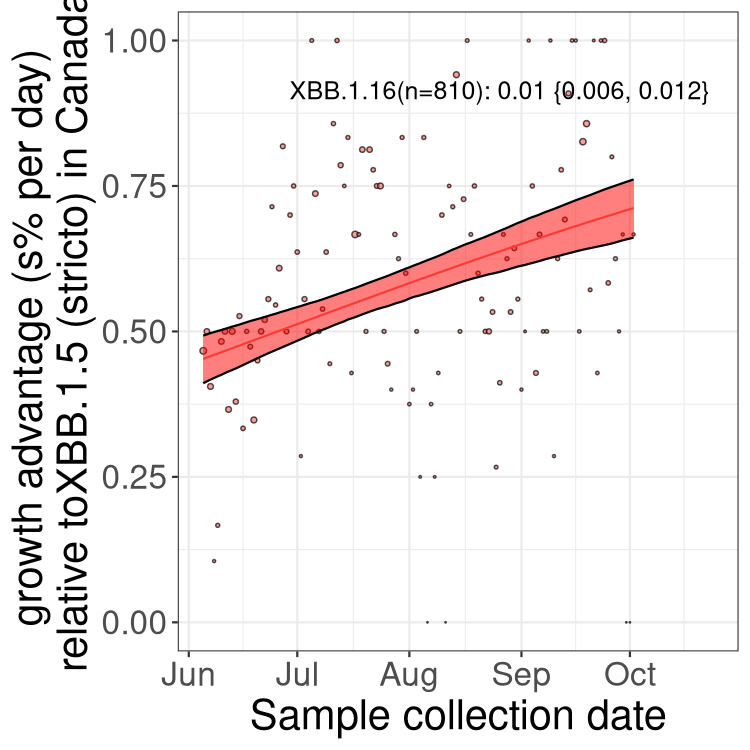 growth advantage (s% per day)
relative toXBB.1.5 (stricto) in Canada
1.00
0.75
0.50
0.25
0.00
XBB.1.16(n=810): 0.01 {0.006, 0.012}
Jun Jul Aug Sep Oct
Sample collection date